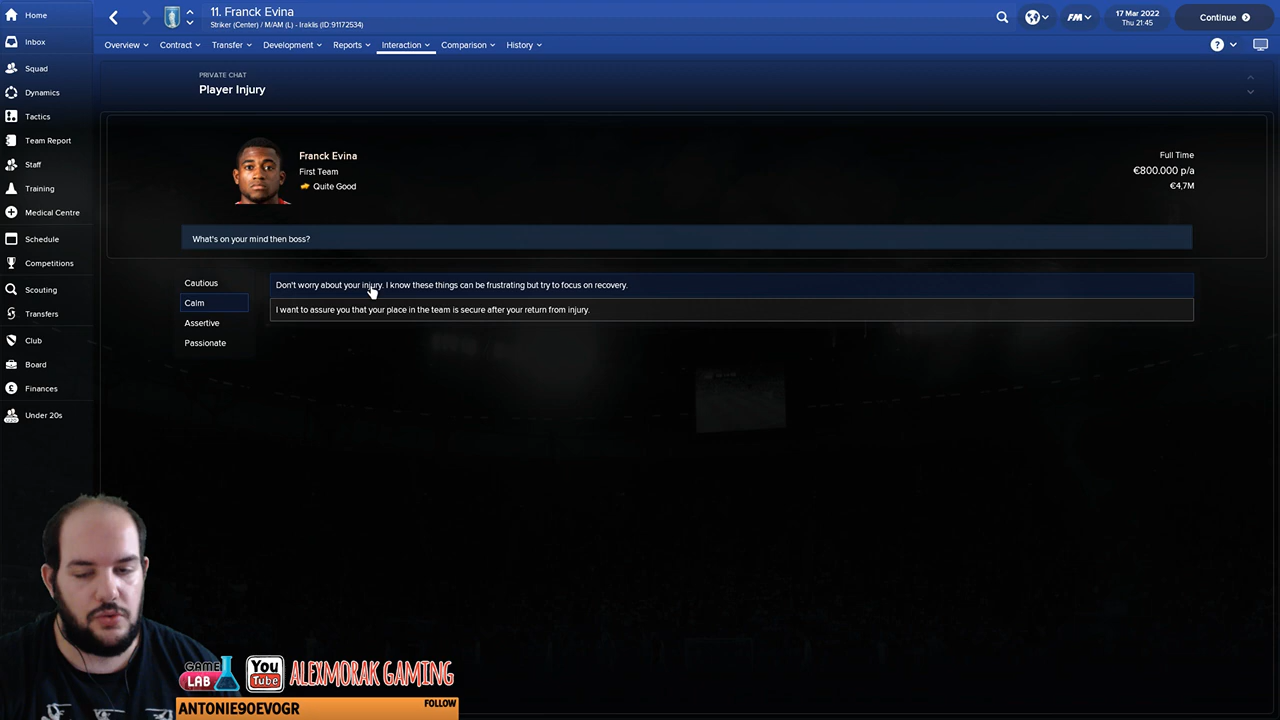 Home
Inbox
Squad
Dynamics
Tactics
Team Report
Staff
Training
Medical Centre
Schedule
Competitions
Scouting
Transfers
Club
Board
Finances
Under 20s
11. Franck Evina
Striker (Center) / M/AM (L) - Iraklis (ID:91172534)
FM
17 Mar 2022
Thu 21:45
Continue
Overview
Contract
Transfer
Development
Reports
Interaction
Comparison
History
?
PRIVATE CHAT
Player Injury
Franck Evina
First Team
Quite Good
Full Time
€800.000 p/a
€4,7M
What's on your mind then boss?
Cautious
Calm
Assertive
Passionate
Don't worry about your injury. I know these things can be frustrating but try to focus on recovery.
I want to assure you that your place in the team is secure after your return from injury.
GAME
LAB
You
Tube
ALEXMORAK GAMING
ANTONIE90EVOGR
FOLLOW